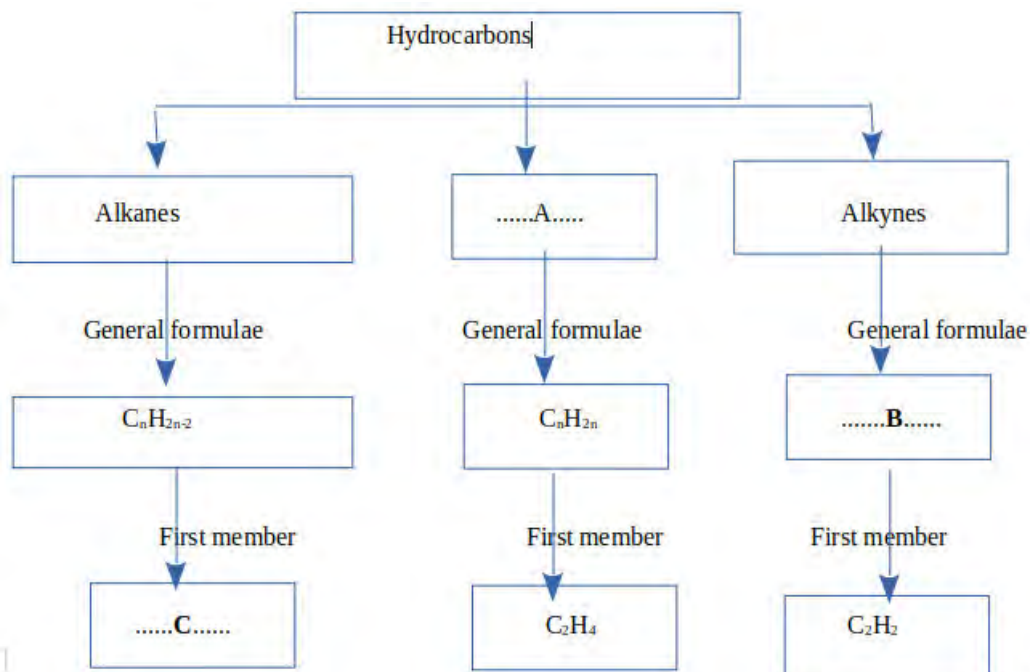 Hydrocarbons
Alkanes
......A.....
Alkynes
General formulae
General formulae
General formulae
CₙH₂ₙ₋₂
CₙH₂ₙ
.......B......
First member
First member
First member
......C......
C₂H₄
C₂H₂